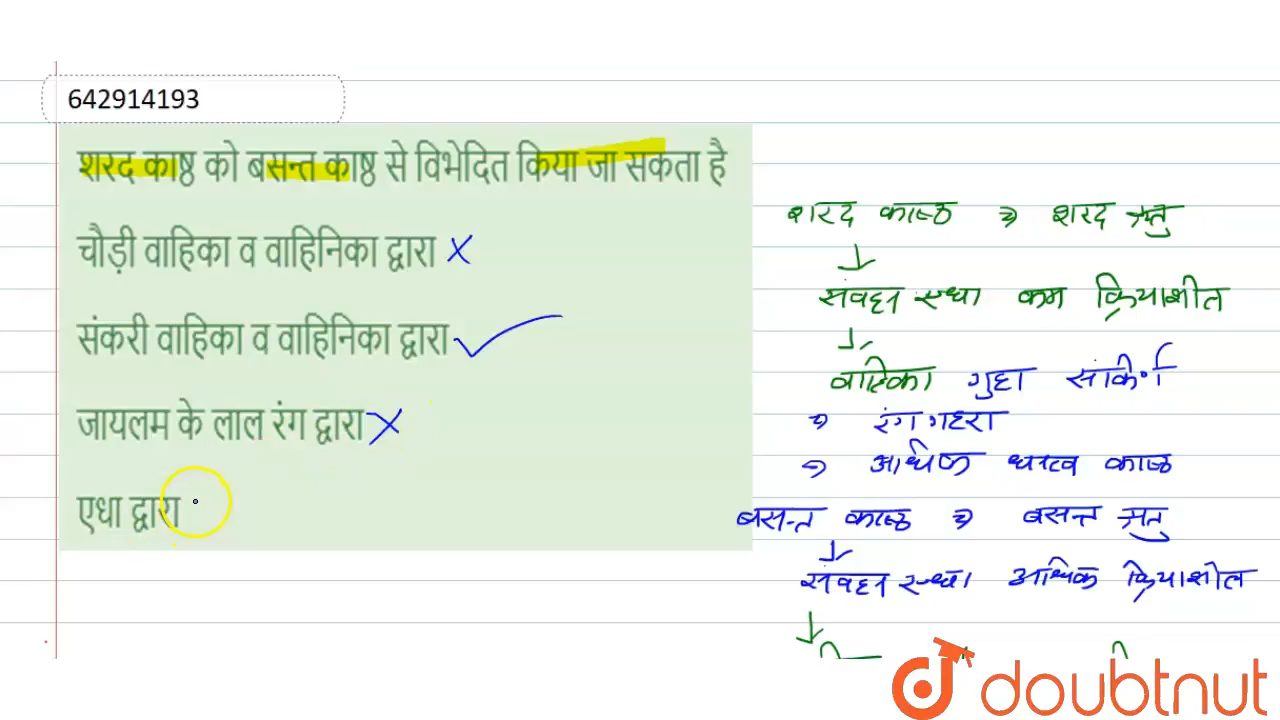 642914193
शरद काष्ठ को बसन्त काष्ठ से विभेदित किया जा सकता है
चौड़ी वाहिका व वाहिनिका द्वारा
संकरी वाहिका व वाहिनिका द्वारा
जायलम के लाल रंग द्वारा
एधा द्वारा
शरद काष्ठ ⇒ शरद ऋतु
संवहन एधा कम क्रियाशील
वाहिका गुहा संकिर्ण
⇒ रंग गहरा
⇒ अधिक घनत्व काष्ठ
बसन्त काष्ठ ⇒ बसन्त ऋतु
संवहन एधा अधिक क्रियाशील
doubtnut